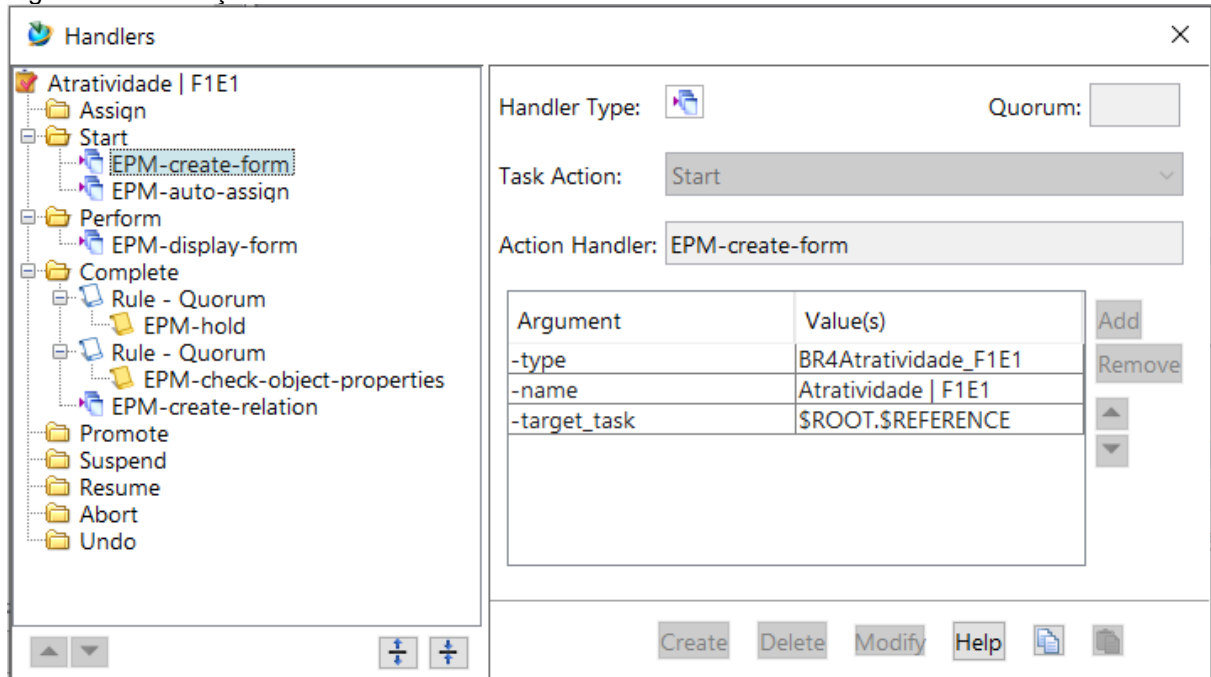 Handlers
Atratividade | F1E1
Assign
Start
EPM-create-form
EPM-auto-assign
Perform
EPM-display-form
Complete
Rule - Quorum
EPM-hold
Rule - Quorum
EPM-check-object-properties
EPM-create-relation
Promote
Suspend
Resume
Abort
Undo
Handler Type:
Quorum:
Task Action: Start
Action Handler: EPM-create-form
Argument Value(s)
-type BR4Atratividade_F1E1
-name Atratividade | F1E1
-target_task $ROOT.$REFERENCE
Add
Remove
Create Delete Modify Help